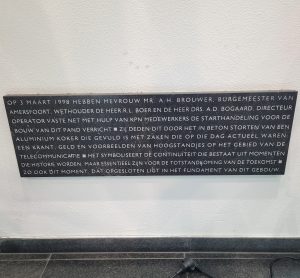 OP 3 MAART 1998 HEBBEN MEVROUW MR. A.H. BROUWER, BURGEMEESTER VAN
AMERSFOORT, WETHOUDER DE HEER R.L. BOER EN DE HEER DRS. A.D. BOGAARD, DIRECTEUR
OPERATOR VASTE NET MET HULP VAN KPN MEDEWERKERS DE STARTHANDELING VOOR DE
BOUW VAN DIT PAND VERRICHT ■ ZIJ DEDEN DIT DOOR HET IN BETON STORTEN VAN EEN
ALUMINIUM KOKER DIE GEVULD IS MET ZAKEN DIE OP DIE DAG ACTUEEL WAREN:
EEN KRANT, GELD EN VOORBEELDEN VAN HOOGSTANDJES OP HET GEBIED VAN DE
TELECOMMUNICATIE ■ HET SYMBOLISEERT DE CONTINUÏTEIT DIE BESTAAT UIT MOMENTEN
DIE HISTORIE WORDEN, MAAR ESSENTIEEL ZIJN VOOR DE TOTSTANDKOMING VAN DE TOEKOMST ■
ZO OOK DIT MOMENT, DAT OPGESLOTEN LIGT IN HET FUNDAMENT VAN DIT GEBOUW.